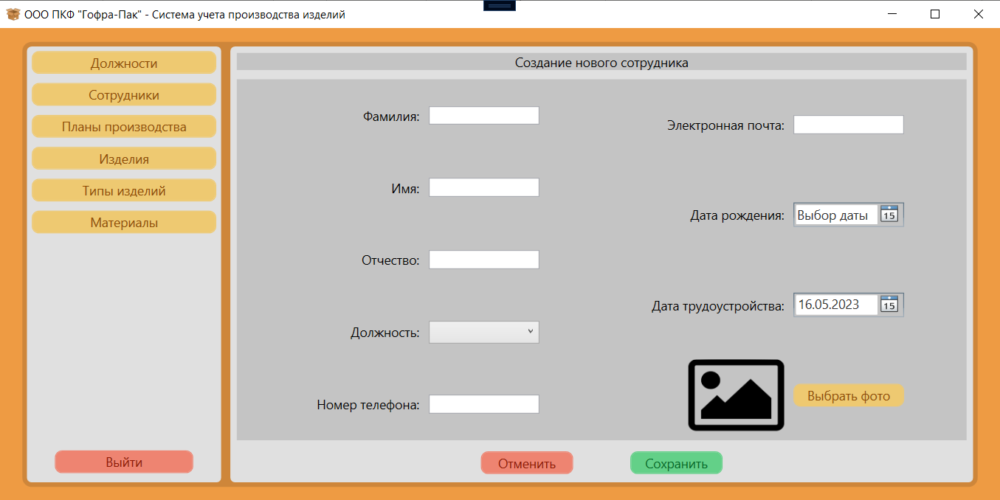 ООО ПКФ "Гофра-Пак" - Система учета производства изделий
Должности
Сотрудники
Планы производства
Изделия
Типы изделий
Материалы
Выйти
Создание нового сотрудника
Фамилия:
Имя:
Отчество:
Должность:
Номер телефона:
Электронная почта:
Дата рождения: Выбор даты 15
Дата трудоустройства: 16.05.2023 15
Выбрать фото
Отменить
Сохранить